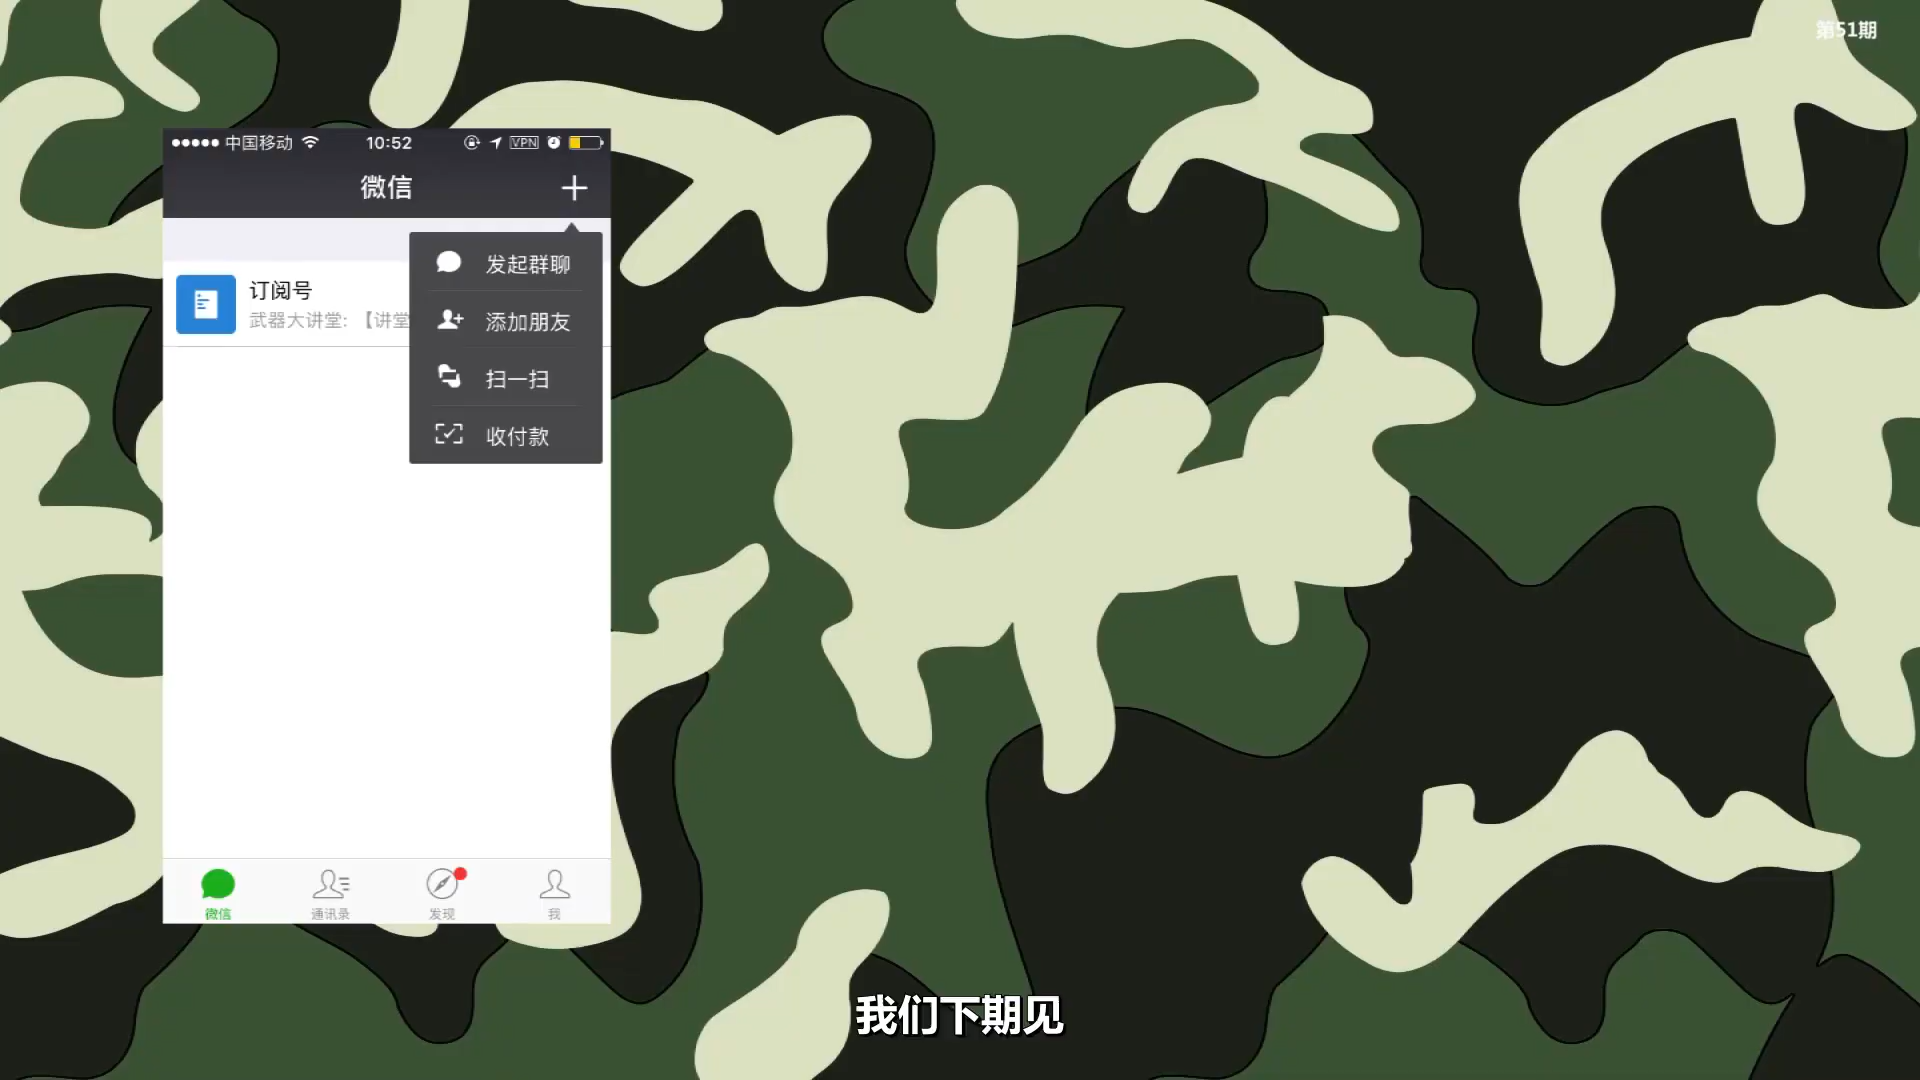 第51期
中国移动 10:52 VPN
微信
发起群聊
订阅号
武器大讲堂: 【讲堂
添加朋友
扫一扫
收付款
微信 通讯录 发现 我
我们下期见